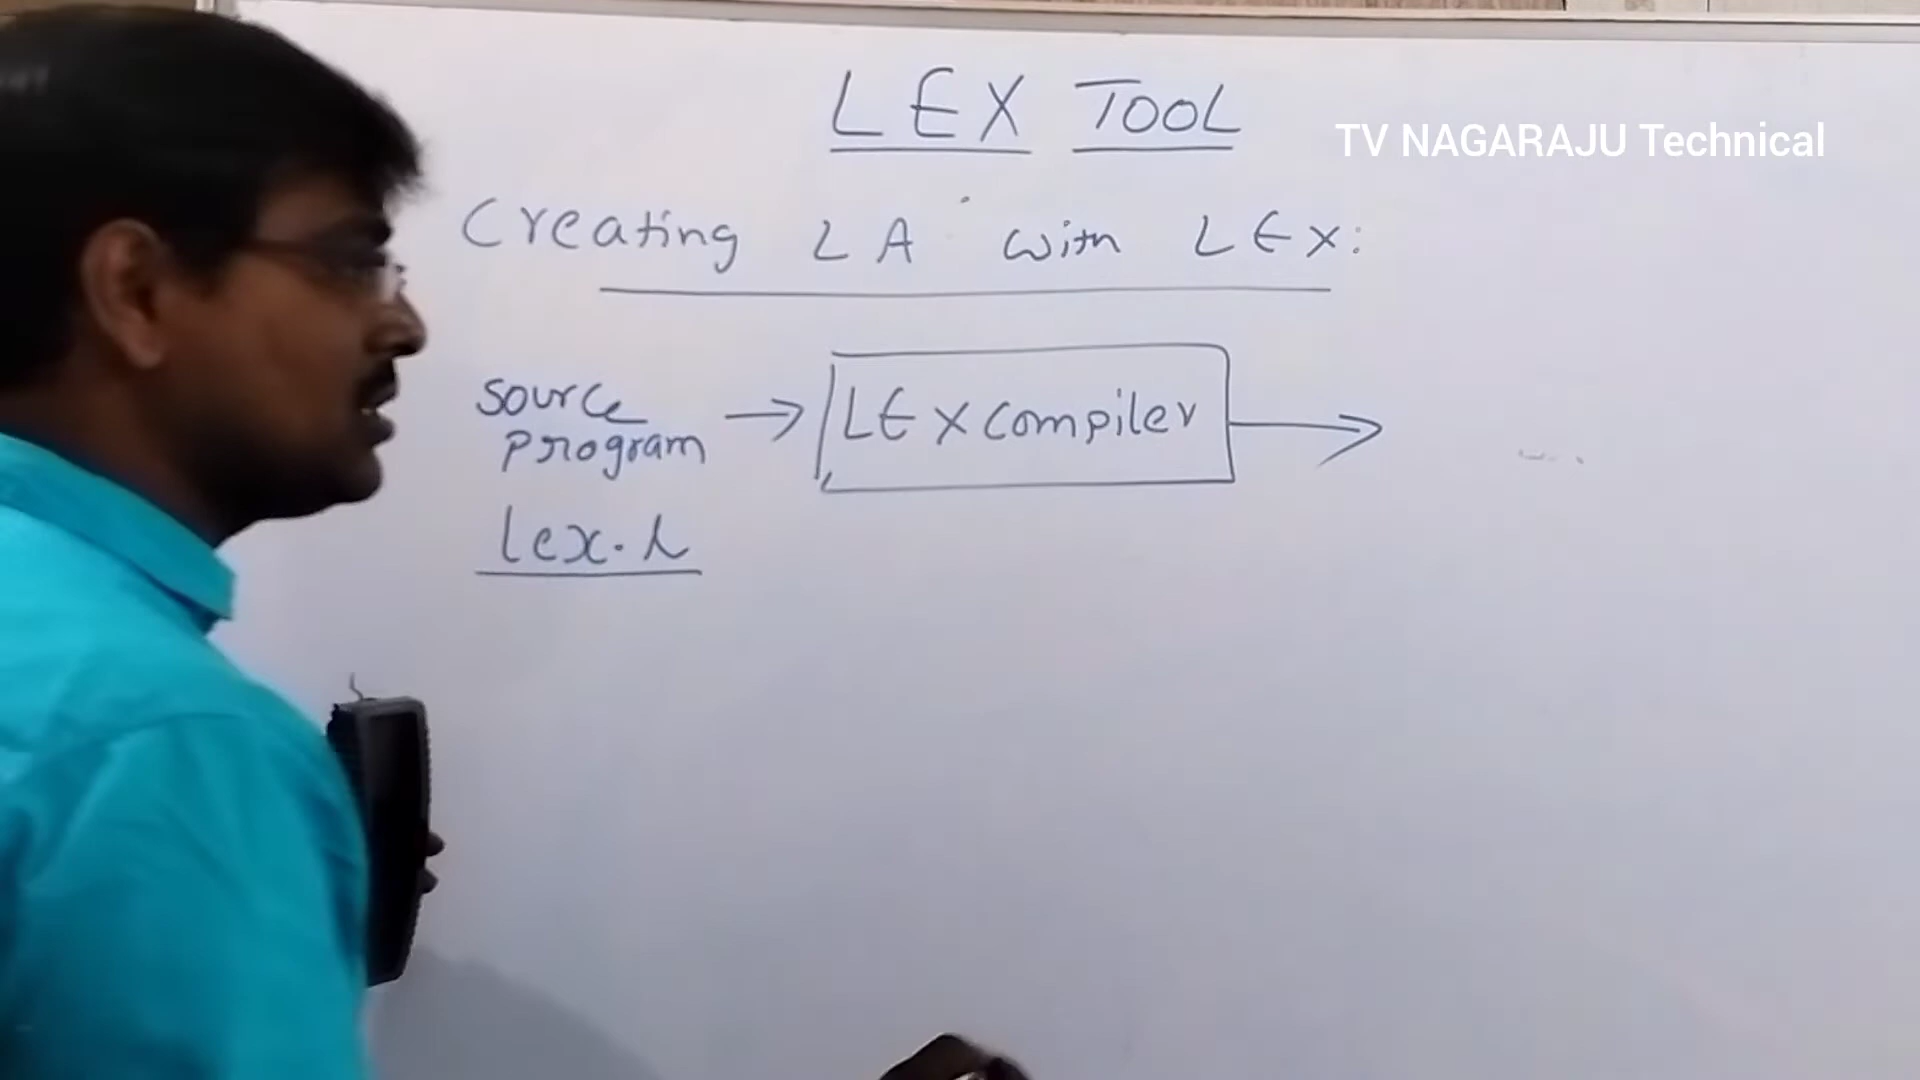 LEX TOOL
TV NAGARAJU Technical
Creating LA with LEX:
source
program
→ LEX compiler →
lex.l